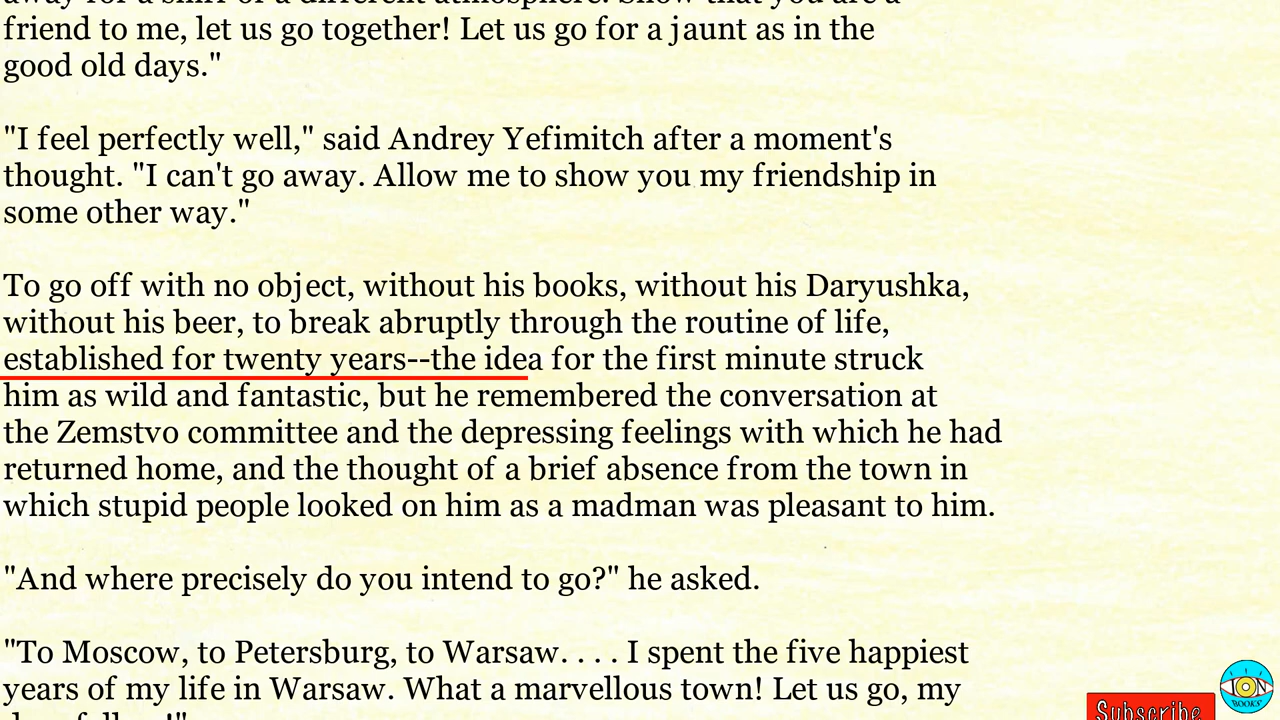 friend to me, let us go together! Let us go for a jaunt as in the
good old days."
"I feel perfectly well," said Andrey Yefimitch after a moment's
thought. "I can't go away. Allow me to show you my friendship in
some other way."
To go off with no object, without his books, without his Daryushka,
without his beer, to break abruptly through the routine of life,
established for twenty years--the idea for the first minute struck
him as wild and fantastic, but he remembered the conversation at
the Zemstvo committee and the depressing feelings with which he had
returned home, and the thought of a brief absence from the town in
which stupid people looked on him as a madman was pleasant to him.
"And where precisely do you intend to go?" he asked.
"To Moscow, to Petersburg, to Warsaw. . . . I spent the five happiest
years of my life in Warsaw. What a marvellous town! Let us go, my
Subscribe
ION
BOOKS